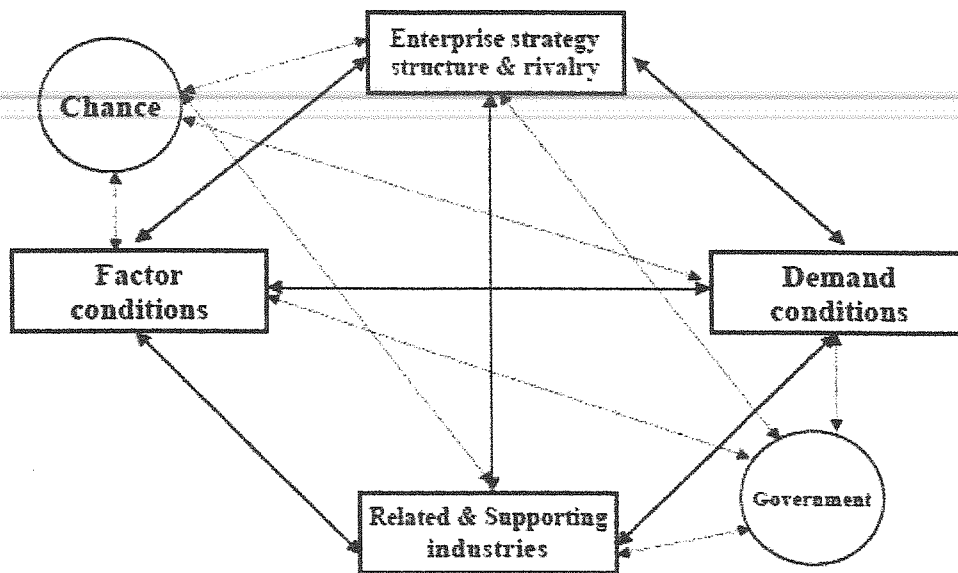 Enterprise strategy
structure & rivalry
Chance
Factor
conditions
Demand
conditions
Related & Supporting
industries
Government